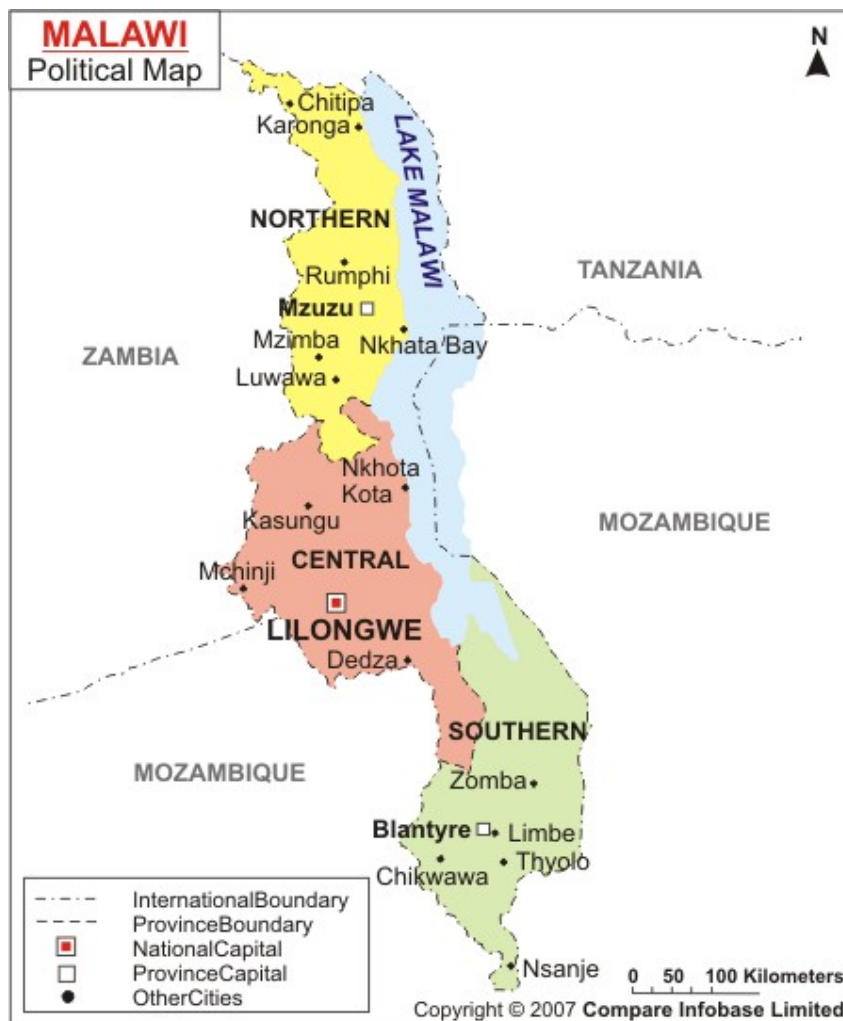 MALAWI
Political Map
N
Chitipa
Karonga
LAKE MALAWI
NORTHERN
TANZANIA
Rumphi
Mzuzu
Mzimba
Nkhata Bay
ZAMBIA
Luwawa
Nkhota
Kota
Kasungu
MOZAMBIQUE
CENTRAL
Mchinji
LILONGWE
Dedza
SOUTHERN
MOZAMBIQUE
Zomba
Blantyre
Limbe
Thyolo
Chikwawa
InternationalBoundary
ProvinceBoundary
NationalCapital
ProvinceCapital
OtherCities
Nsanje
0 50 100 Kilometers
Copyright © 2007 Compare Infobase Limited